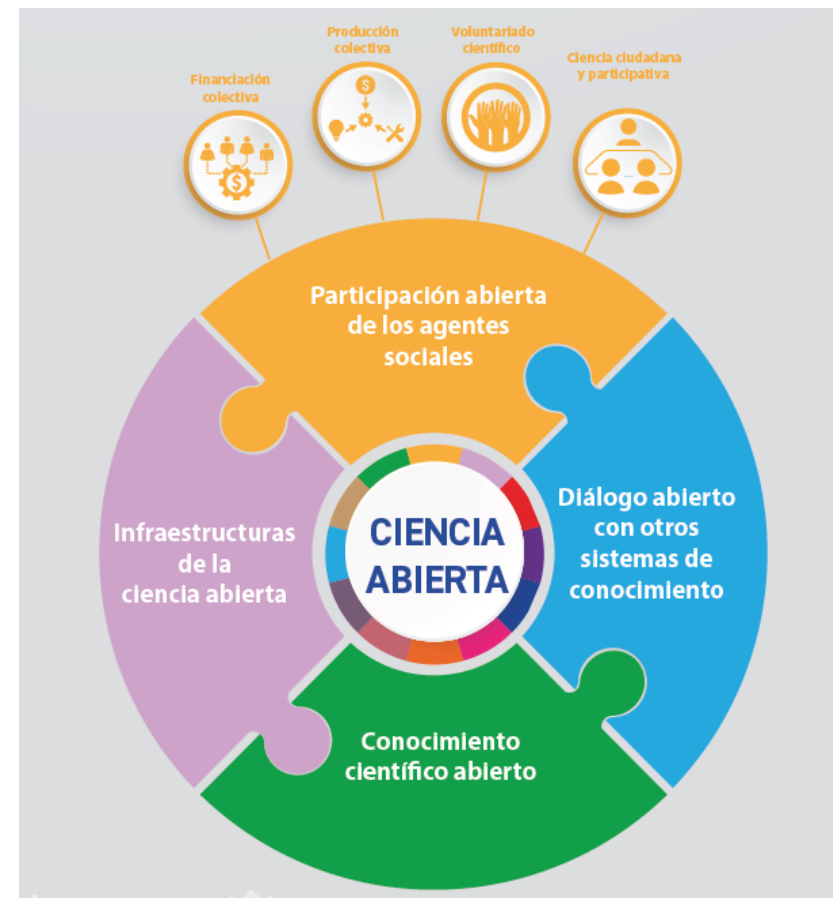 Producción
colectiva
Voluntariado
científico
Ciencia ciudadana
y participativa
Financiación
colectiva
$
$
Participación abierta
de los agentes
sociales
Diálogo abierto
con otros
sistemas de
conocimiento
Infraestructuras
de la
ciencia abierta
CIENCIA
ABIERTA
Conocimiento
científico abierto